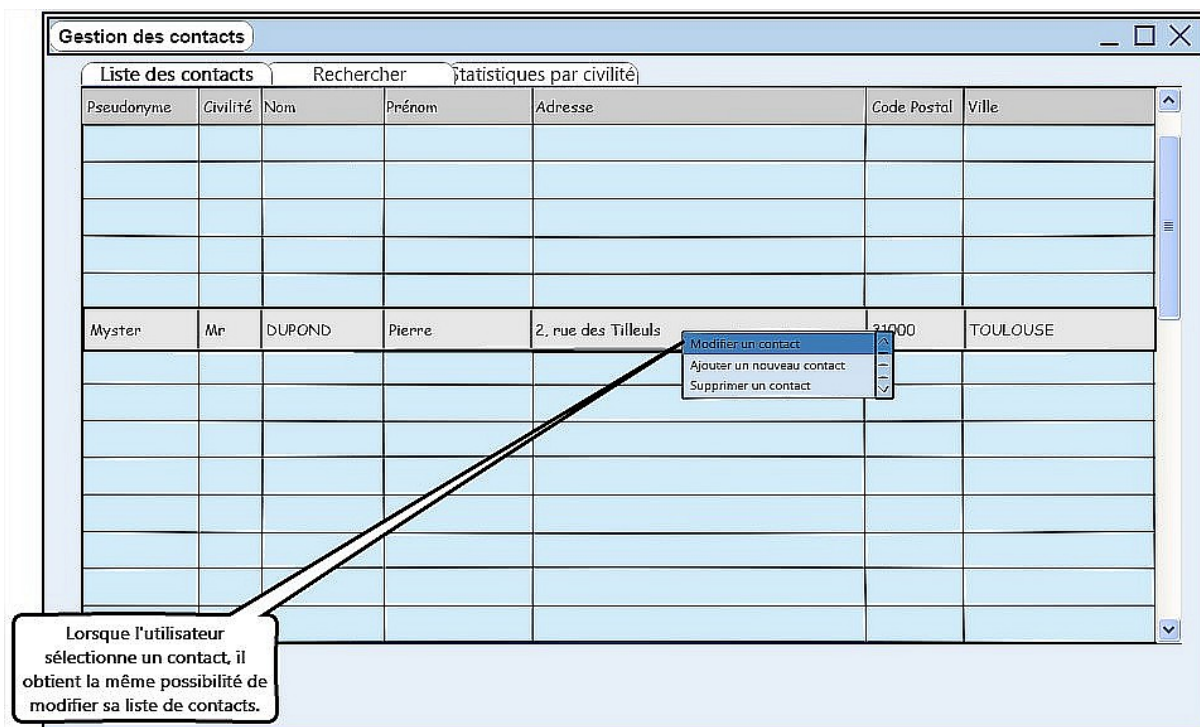 Gestion des contacts
Liste des contacts Rechercher Statistiques par civilité
Pseudonyme Civilité Nom Prénom Adresse Code Postal Ville
Myster Mr DUPOND Pierre 2, rue des Tilleuls 31000 TOULOUSE
Modifier un contact
Ajouter un nouveau contact
Supprimer un contact
Lorsque l'utilisateur
sélectionne un contact, il
obtient la même possibilité de
modifier sa liste de contacts.